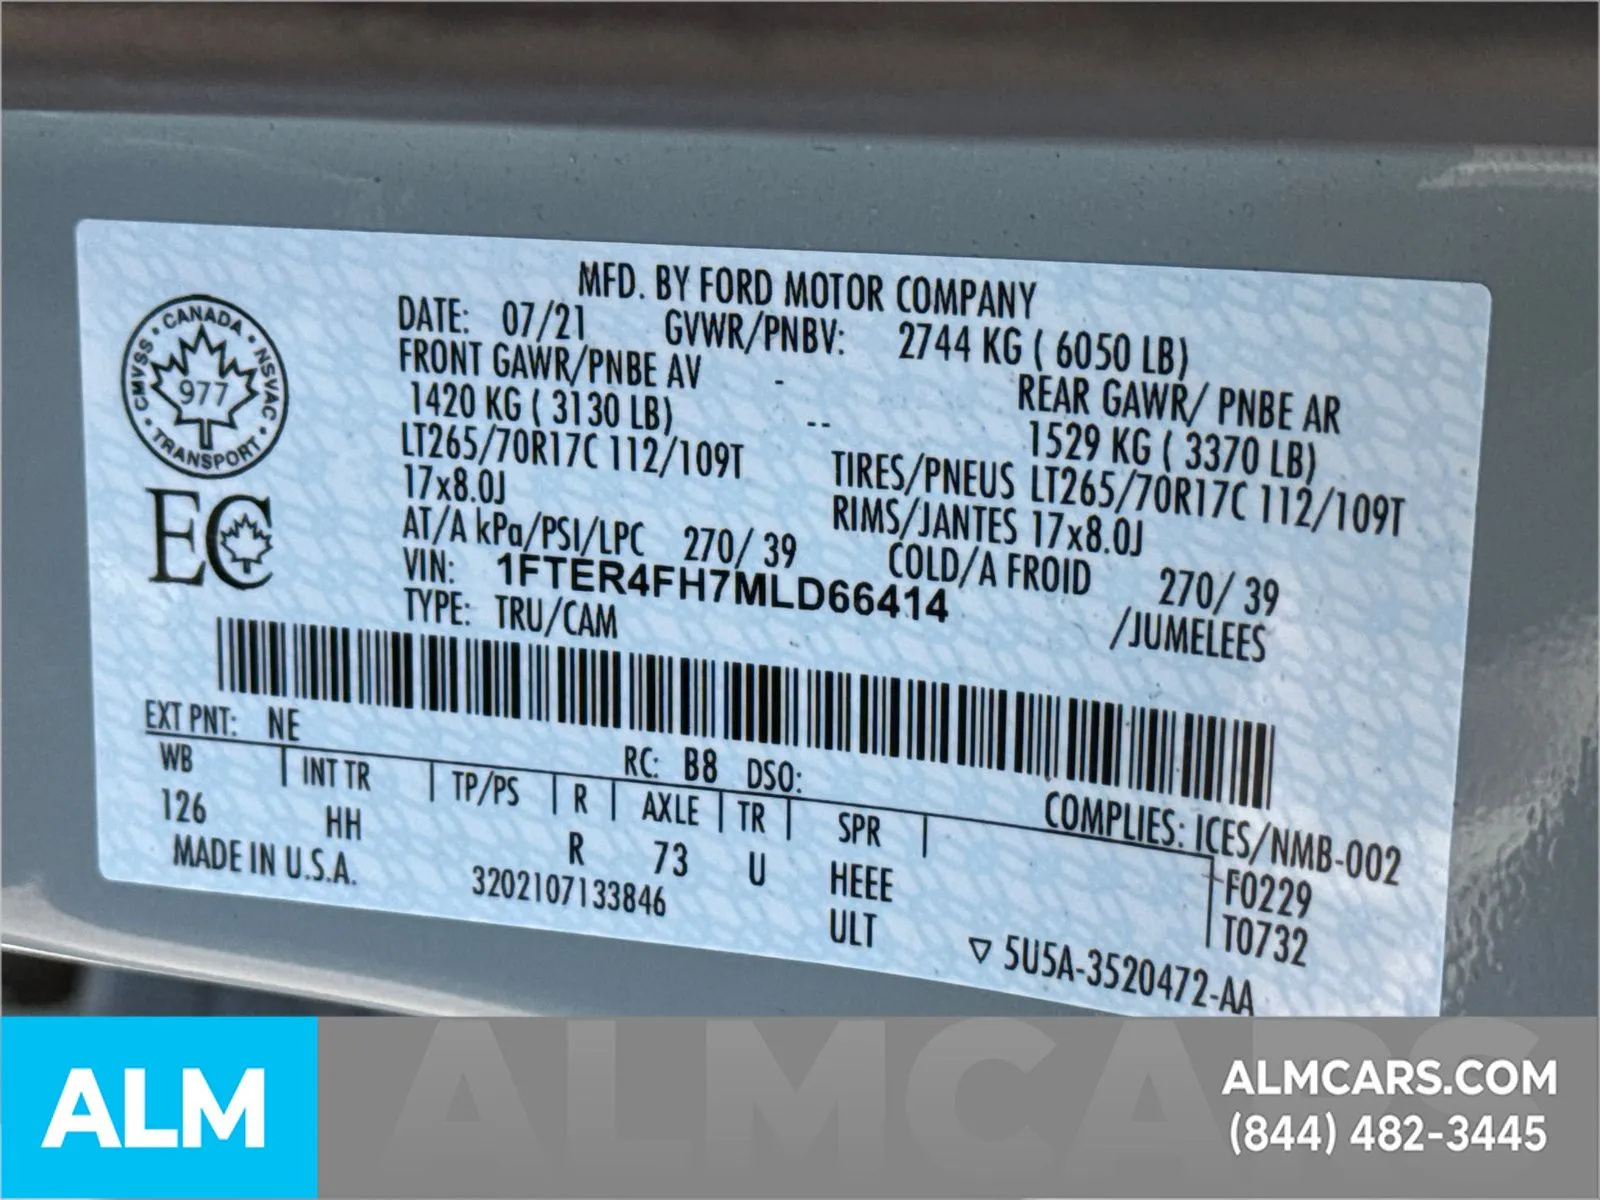 MFD. BY FORD MOTOR COMPANY
DATE: 07/21 GVWR/PNBV: 2744 KG ( 6050 LB)
FRONT GAWR/PNBE AV - REAR GAWR/ PNBE AR
1420 KG ( 3130 LB) -- 1529 KG ( 3370 LB)
LT265/70R17C 112/109T TIRES/PNEUS LT265/70R17C 112/109T
17x8.0J RIMS/JANTES 17x8.0J
AT/A kPa/PSI/LPC 270/ 39 COLD/A FROID 270/ 39
VIN: 1FTER4FH7MLD66414 /JUMELEES
TYPE: TRU/CAM
CANADA
CMVSS • NSVAC
977
TRANSPORT
EC
EXT PNT: NE RC: B8 DSO:
COMPLIES: ICES/NMB-002
WB INT TR TP/PS R AXLE TR SPR
126 HH R 73 U HEEE F0229
MADE IN U.S.A. 3202107133846 ULT T0732
▽ 5U5A-3520472-AA
ALM
ALMCARS
ALMCARS.COM
(844) 482-3445